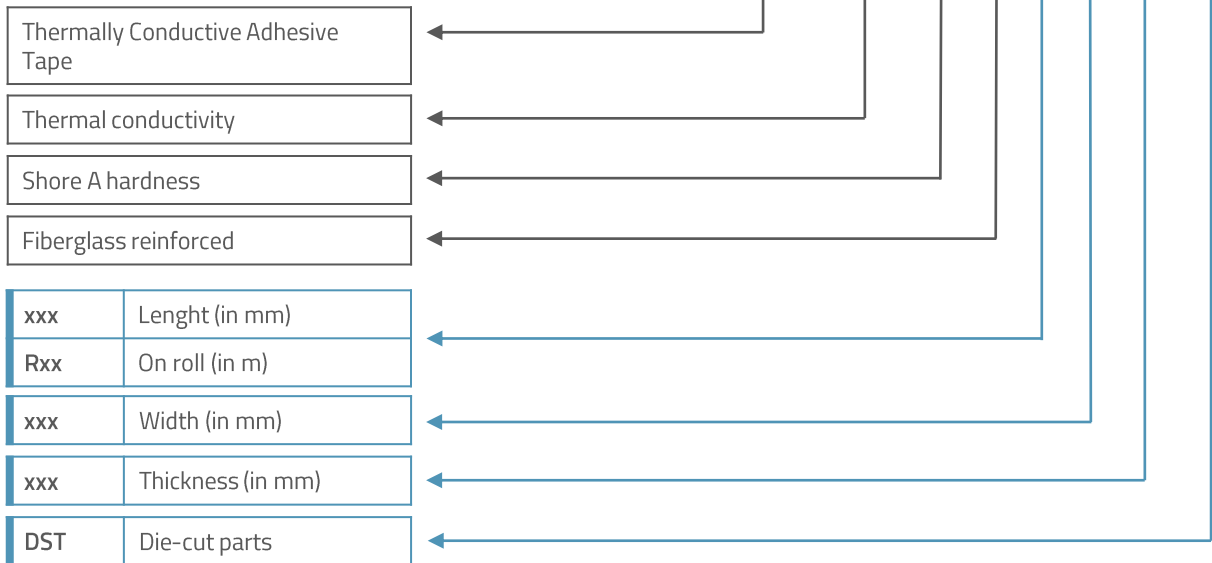 Thermally Conductive Adhesive
Tape
Thermal conductivity
Shore A hardness
Fiberglass reinforced
xxx Lenght (in mm)
Rxx On roll (in m)
xxx Width (in mm)
xxx Thickness (in mm)
DST Die-cut parts